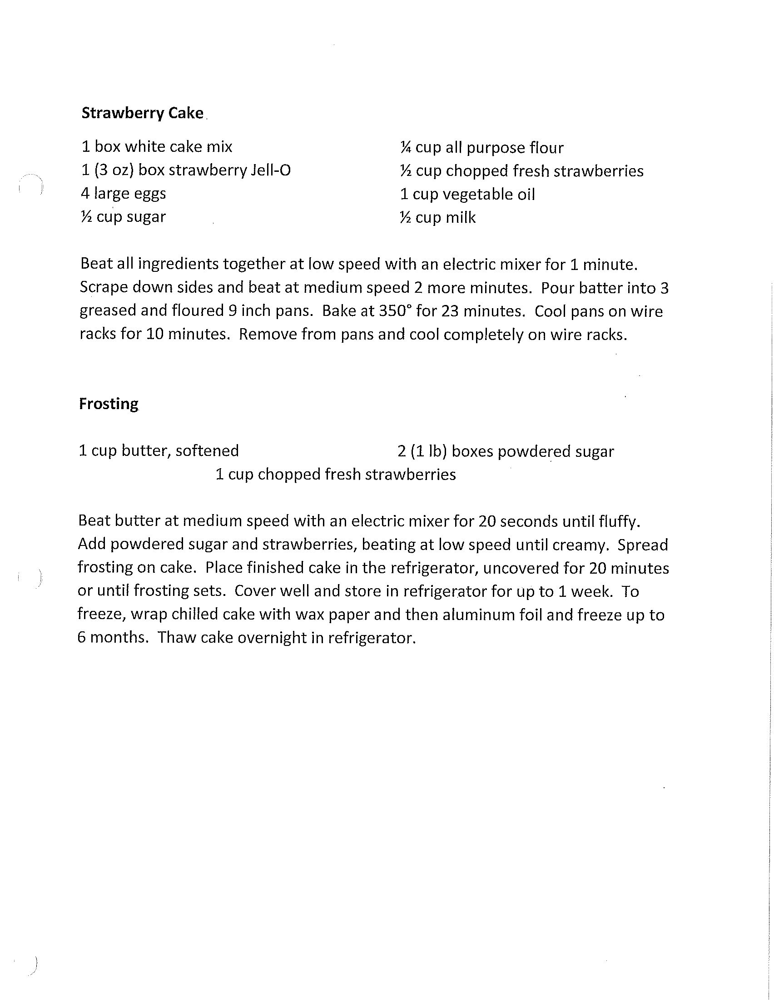 Strawberry Cake
1 box white cake mix ¼ cup all purpose flour
1 (3 oz) box strawberry Jell-O ½ cup chopped fresh strawberries
4 large eggs 1 cup vegetable oil
½ cup sugar ½ cup milk
Beat all ingredients together at low speed with an electric mixer for 1 minute.
Scrape down sides and beat at medium speed 2 more minutes. Pour batter into 3
greased and floured 9 inch pans. Bake at 350° for 23 minutes. Cool pans on wire
racks for 10 minutes. Remove from pans and cool completely on wire racks.
Frosting
1 cup butter, softened 2 (1 lb) boxes powdered sugar
1 cup chopped fresh strawberries
Beat butter at medium speed with an electric mixer for 20 seconds until fluffy.
Add powdered sugar and strawberries, beating at low speed until creamy. Spread
frosting on cake. Place finished cake in the refrigerator, uncovered for 20 minutes
or until frosting sets. Cover well and store in refrigerator for up to 1 week. To
freeze, wrap chilled cake with wax paper and then aluminum foil and freeze up to
6 months. Thaw cake overnight in refrigerator.